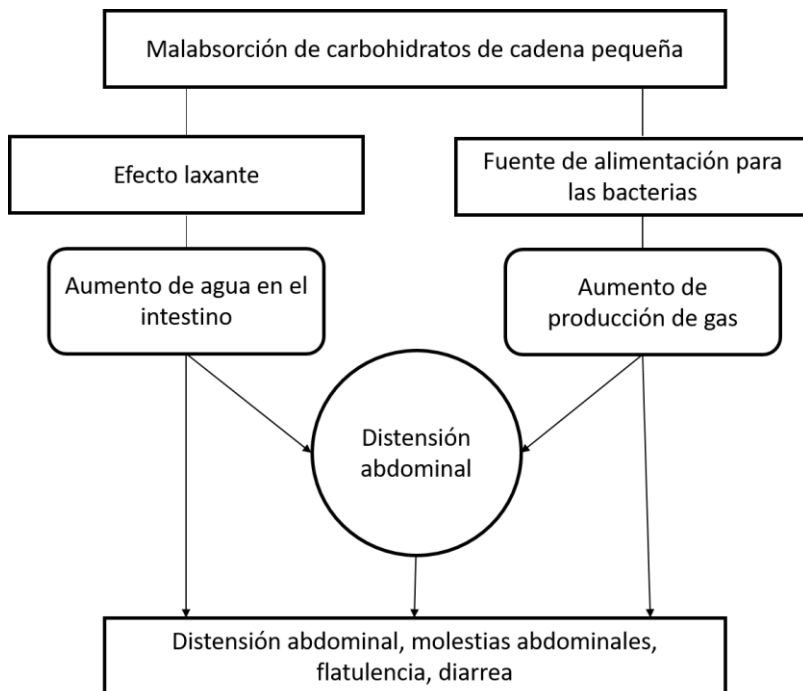 Malabsorción de carbohidratos de cadena pequeña
Efecto laxante
Fuente de alimentación para
las bacterias
Aumento de agua en el
intestino
Aumento de
producción de gas
Distensión
abdominal
Distensión abdominal, molestias abdominales,
flatulencia, diarrea